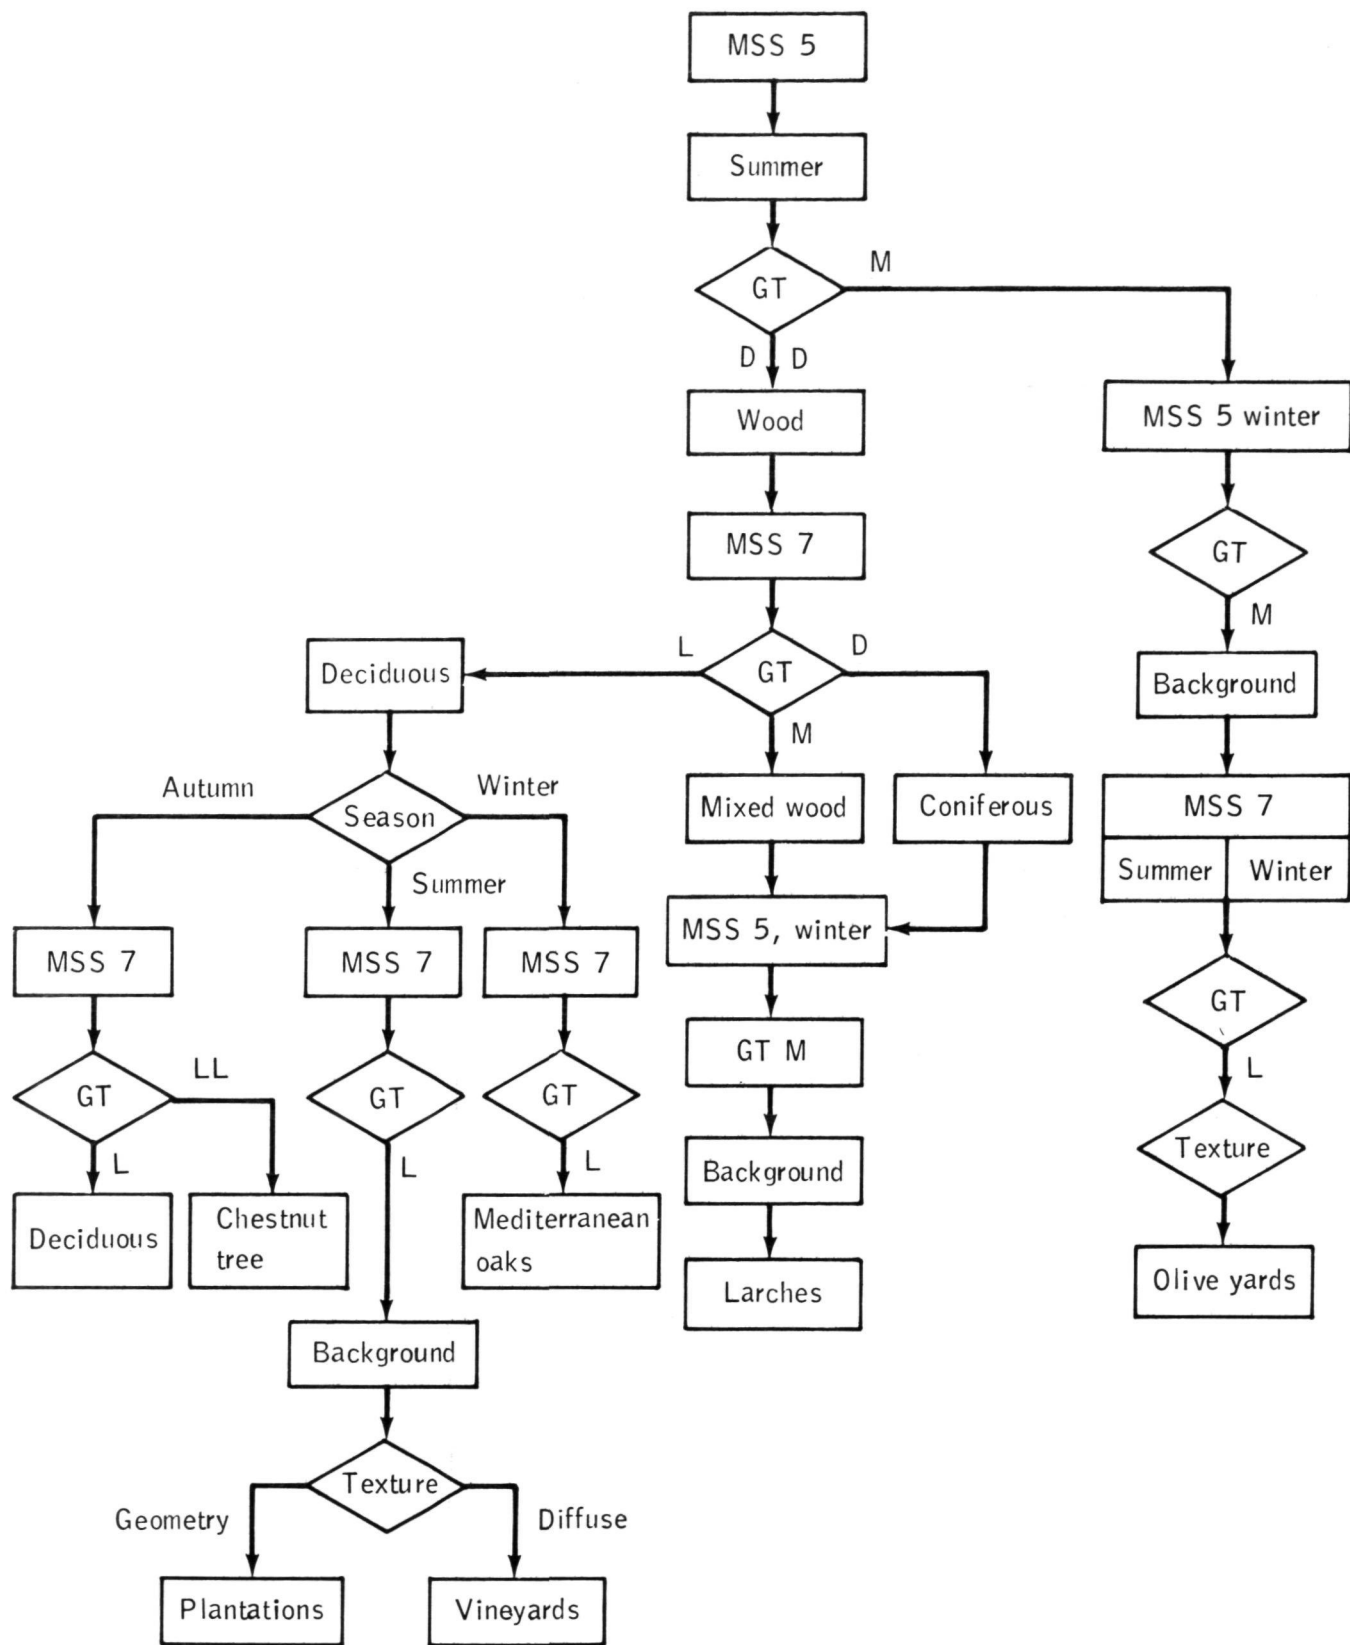 MSS 5
Summer
GT
M
D D
Wood
MSS 5 winter
MSS 7
GT
M
L
GT
D
Deciduous
M
Background
Autumn
Season
Winter
Summer
Mixed wood
Coniferous
MSS 7
Summer
Winter
MSS 7
MSS 7
MSS 7
MSS 5, winter
GT
GT
LL
L
GT
L
GT
L
GT M
L
Texture
Deciduous
Chestnut
tree
Mediterranean
oaks
Background
Larches
Olive yards
Background
Texture
Geometry
Diffuse
Plantations
Vineyards